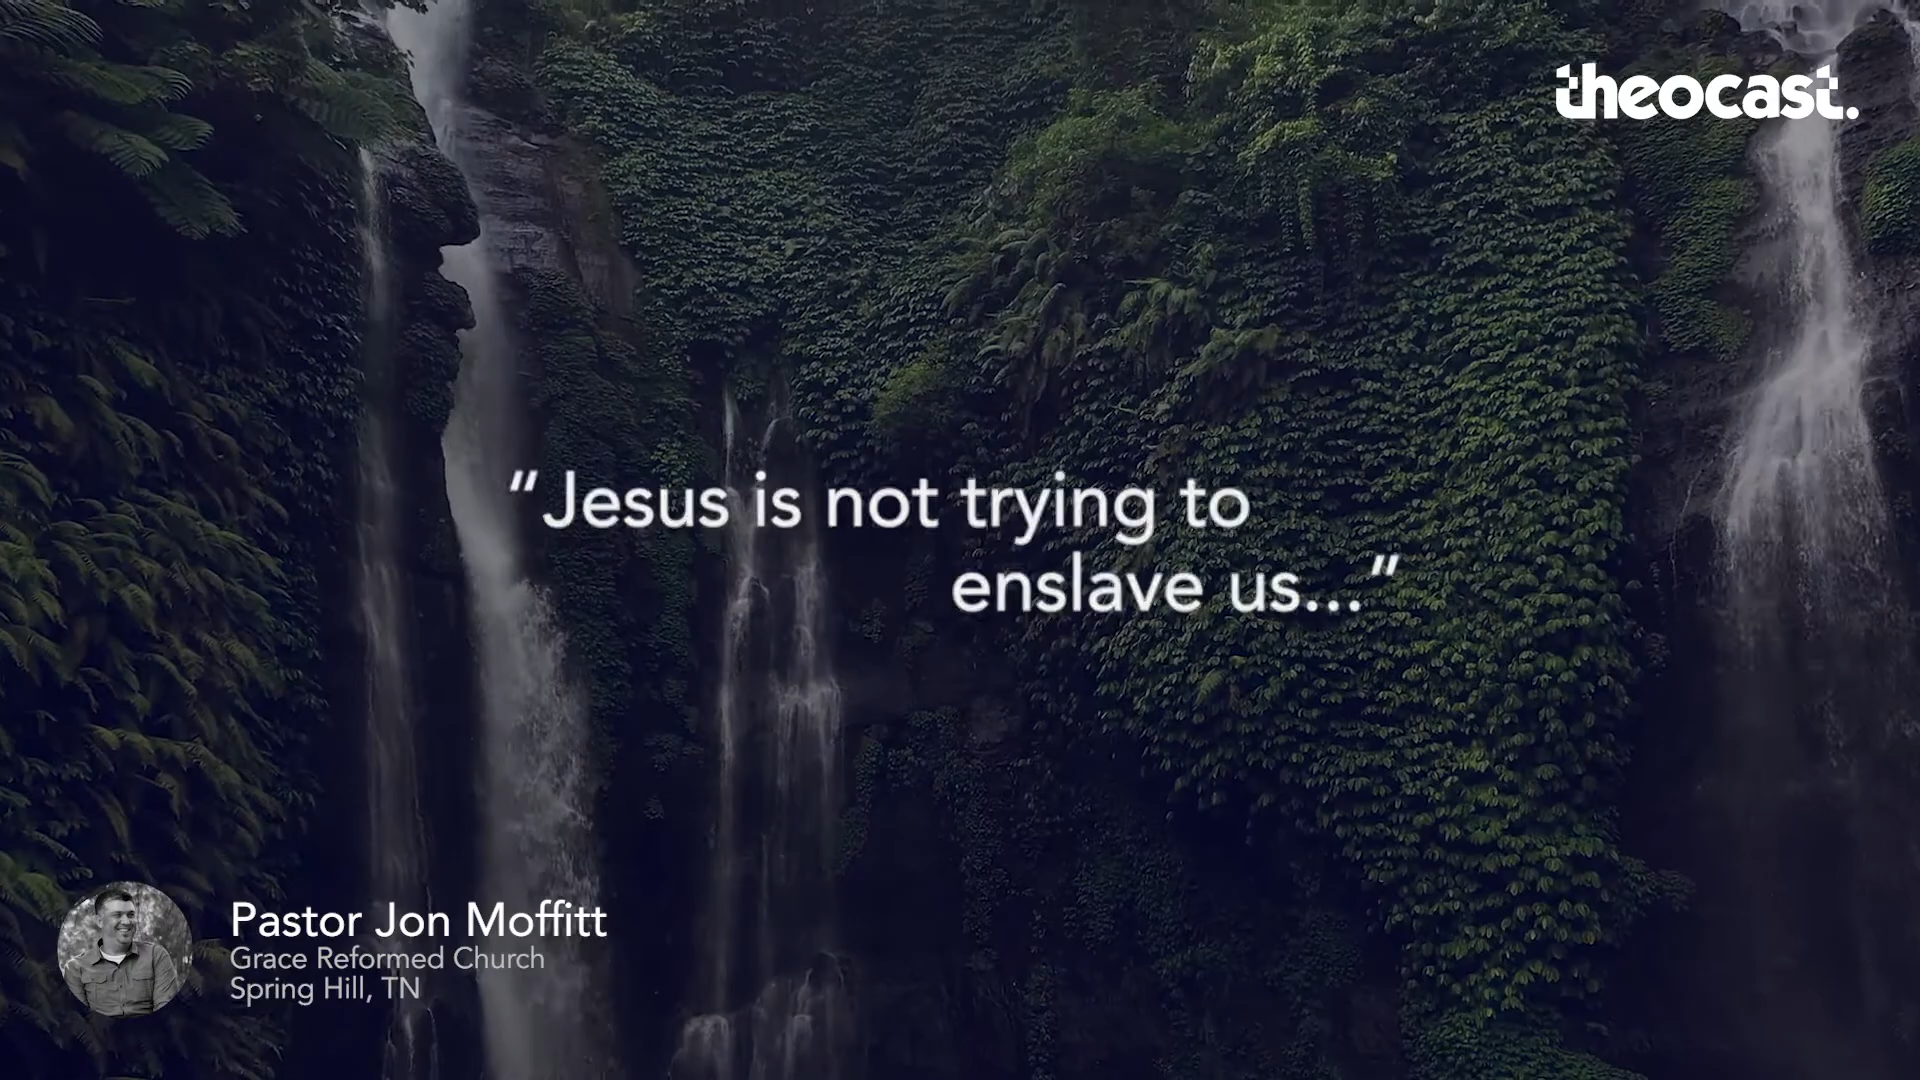 theocast.
“Jesus is not trying to
enslave us...”
Pastor Jon Moffitt
Grace Reformed Church
Spring Hill, TN